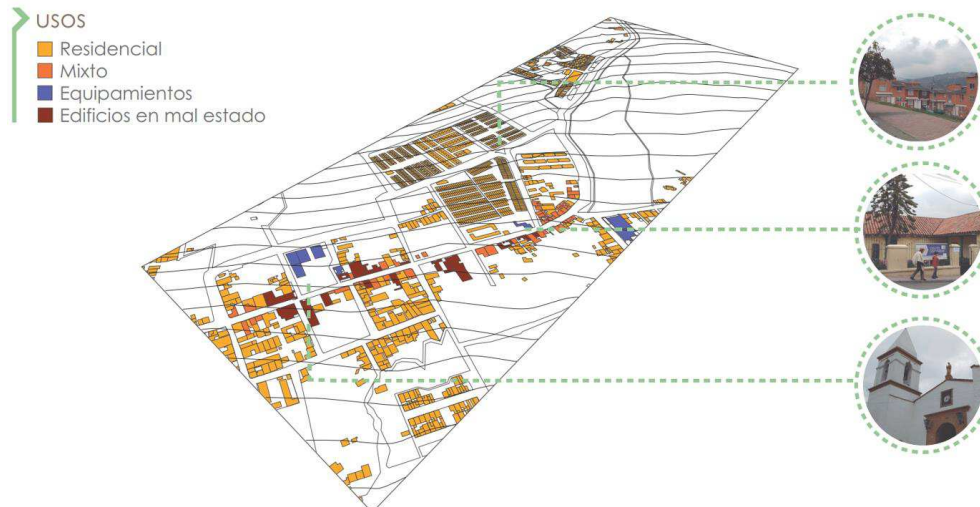 USOS
Residencial
Mixto
Equipamientos
Edificios en mal estado